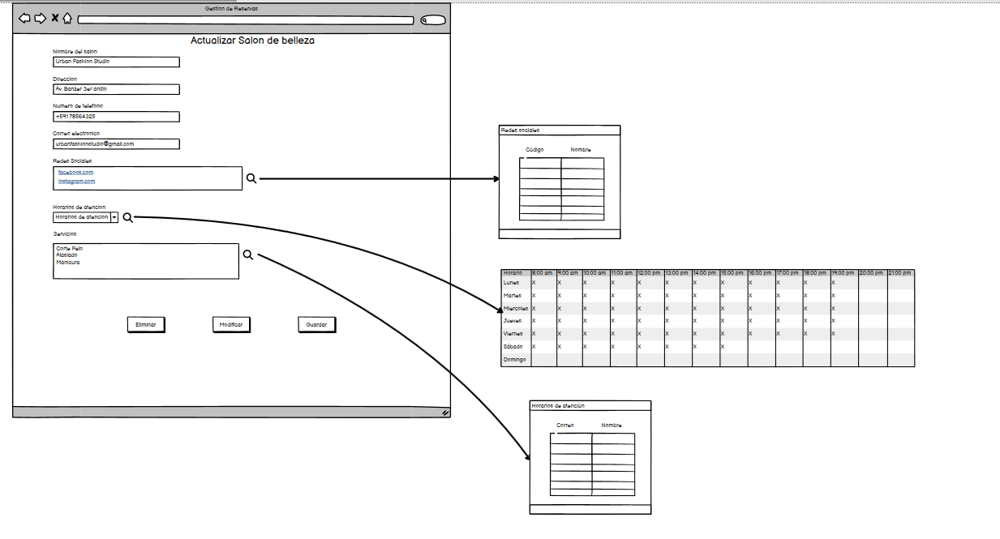 Gestion de Reservas
Actualizar Salon de belleza
Nombre del salon
Urban Fashion Studio
Direccion
Av. Banzer 3er anillo
Numero de telefono
+59178564325
Correo electronico
urbanfashionstudio@gmail.com
Redes Sociales
facebook.com
instagram.com
Horarios de atencion
Horarios de atencion
Servicios
Corte Pelo
Alasiado
Manicura
Eliminar Modificar Guardar
Redes sociales
Código Nombre
Horario 8:00 am 9:00 am 10:00 am 11:00 am 12:00 pm 13:00 pm 14:00 pm 15:00 pm 16:00 pm 17:00 pm 18:00 pm 19:00 pm 20:00 pm 21:00 pm
Lunes X X X X X X X X X X X X
Martes X X X X X X X X X X X X
Miercoles X X X X X X X X X X X X
Jueves X X X X X X X X X X X X
Viernes X X X X X X X X X X X X
Sábado X X X X X X X X
Domingo
Horarios de atención
Correo Nombre